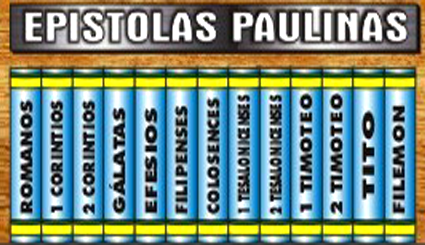 EPISTOLAS PAULINAS
ROMANOS
1 CORINTIOS
2 CORINTIOS
GÁLATAS
EFESIOS
FILIPENSES
COLOSENCES
1 TESALONICENSES
2 TESALONICENSES
1 TIMOTEO
2 TIMOTEO
TITO
FILEMON